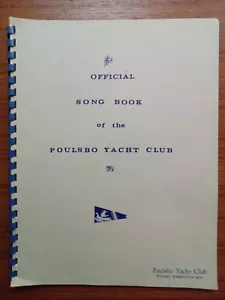 OFFICIAL
SONG BOOK
of the
POULSBO YACHT CLUB
Poulsbo Yacht Club